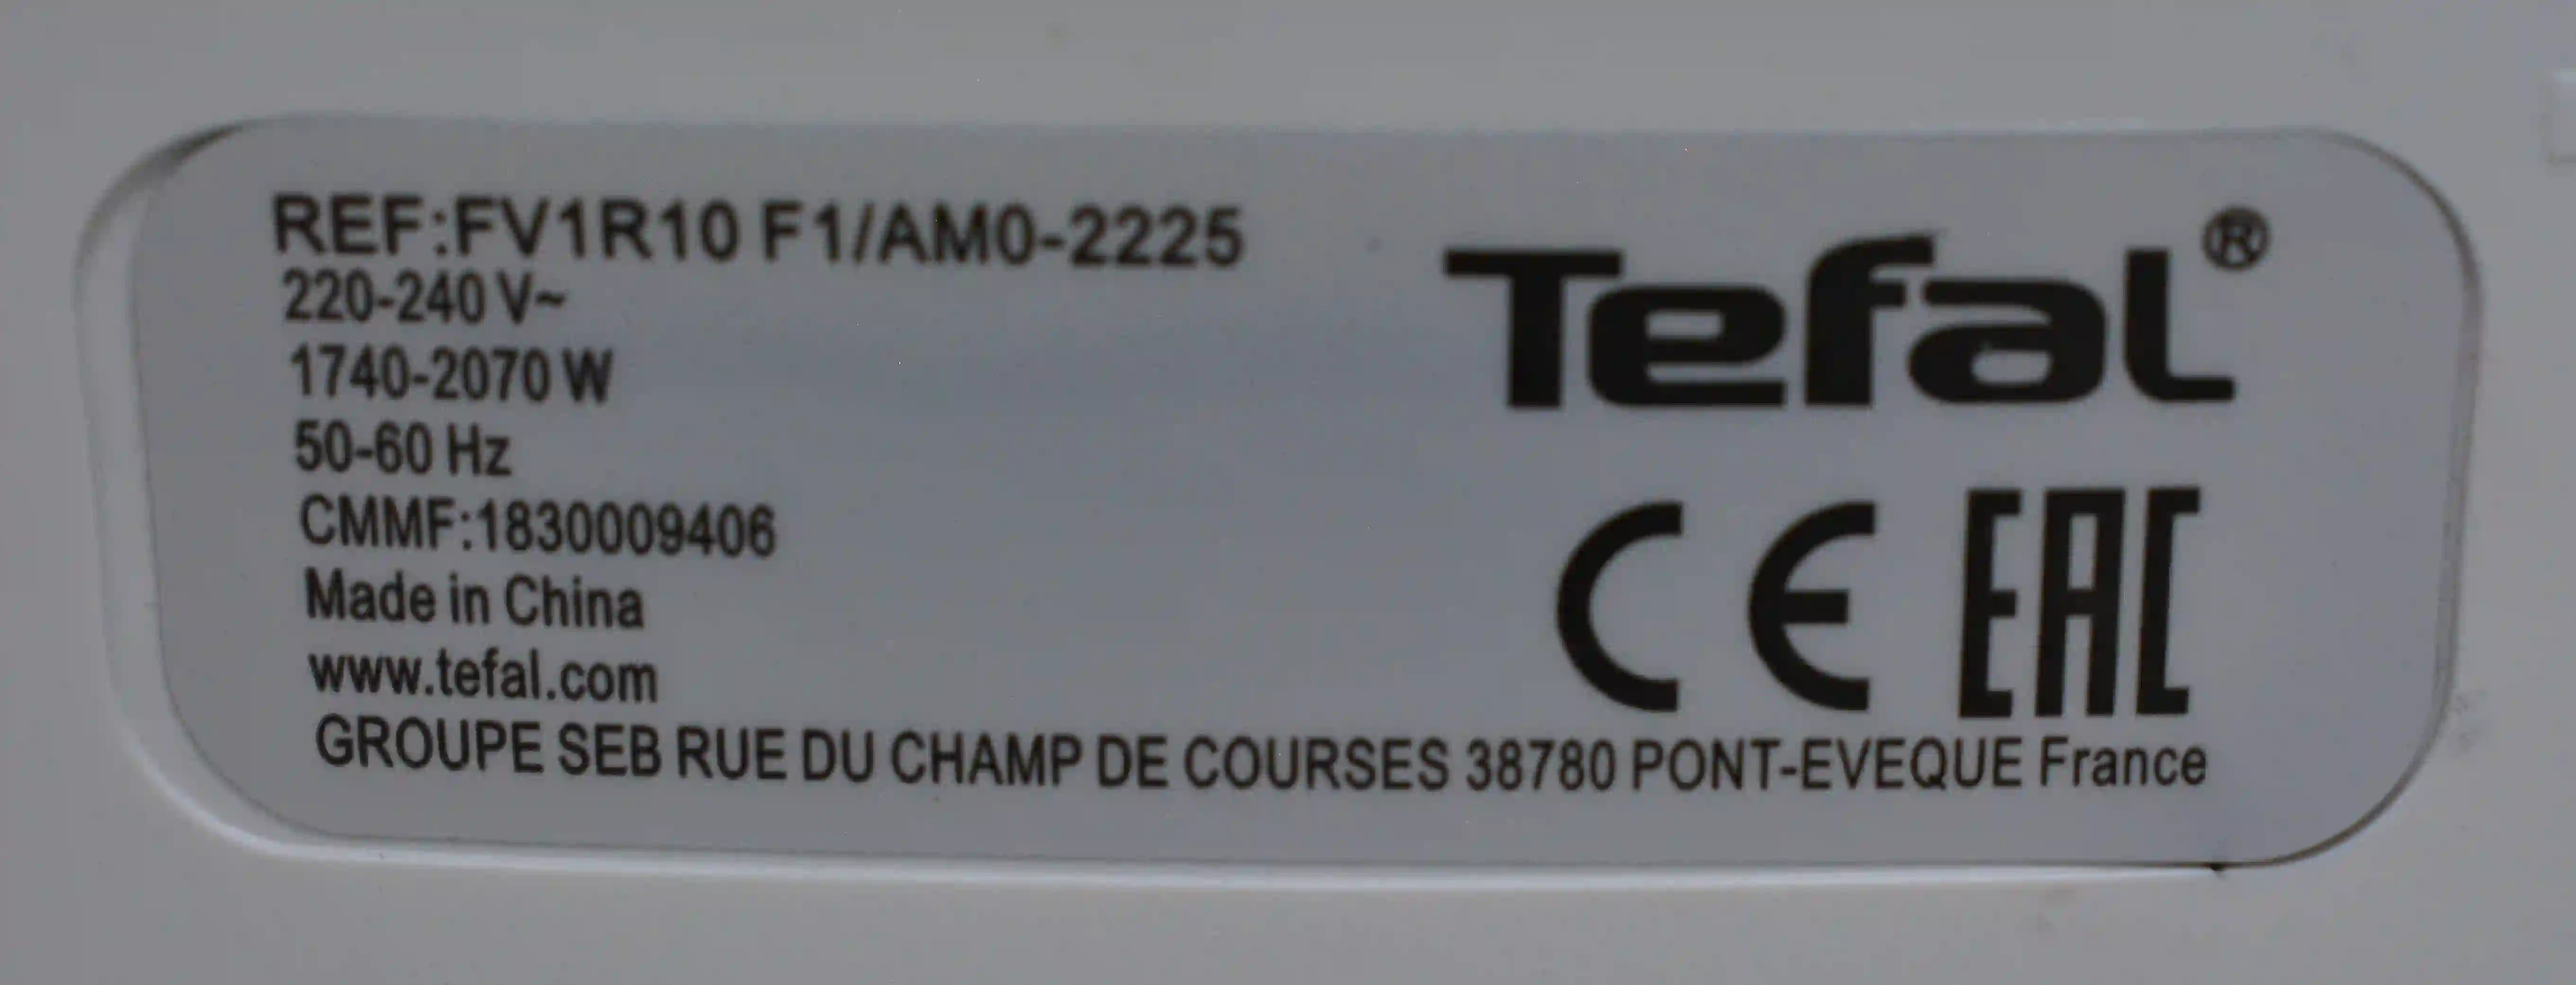 REF:FV1R10 F1/AM0-2225
220-240 V~
1740-2070 W
50-60 Hz
CMMF:1830009406
Made in China
www.tefal.com
GROUPE SEB RUE DU CHAMP DE COURSES 38780 PONT-EVEQUE France
Tefal®
CE EAC